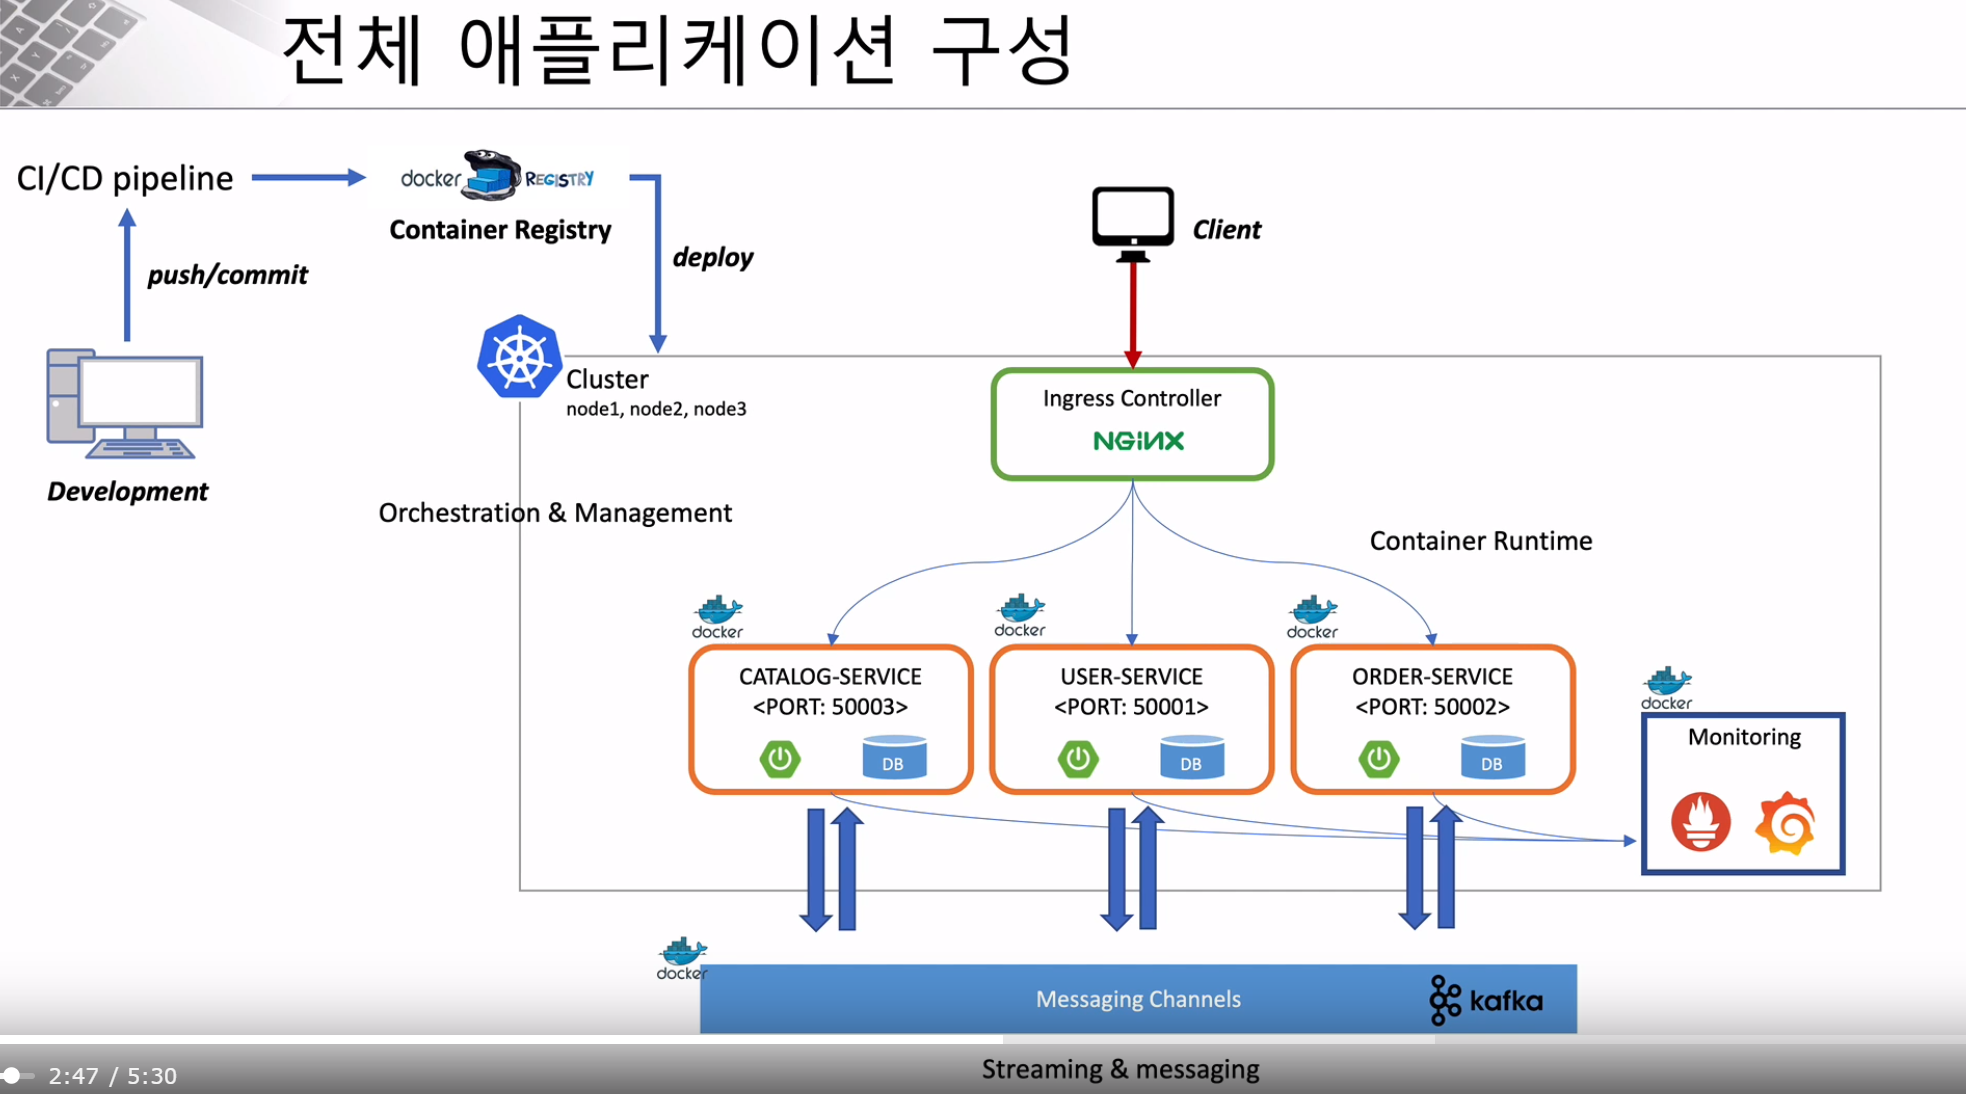 전체 애플리케이션 구성
CI/CD pipeline
docker REGISTRY
Container Registry
push/commit
deploy
Client
Development
Cluster
node1, node2, node3
Ingress Controller
NGINX
Orchestration & Management
Container Runtime
docker
docker
docker
CATALOG-SERVICE
<PORT: 50003>
DB
USER-SERVICE
<PORT: 50001>
DB
ORDER-SERVICE
<PORT: 50002>
DB
docker
Monitoring
docker
Messaging Channels
kafka
Streaming & messaging
2:47 / 5:30